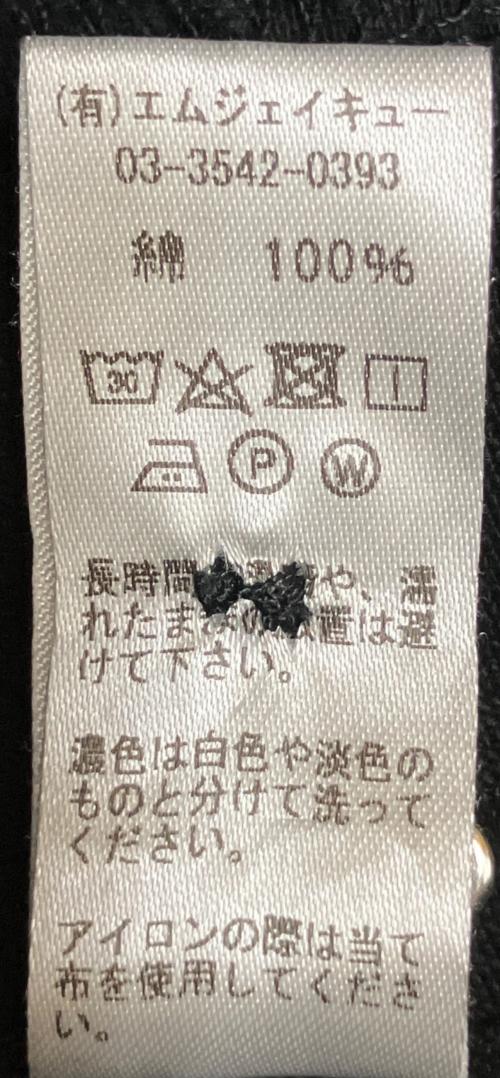 (有)エムジェイキュー
03-3542-0393
綿 100%
30
P W
長時間 や、濡
れたま 置は避
けて下さい。
濃色は白色や淡色の
ものと分けて洗って
ください。
アイロンの際は当て
布を使用してくださ
い。